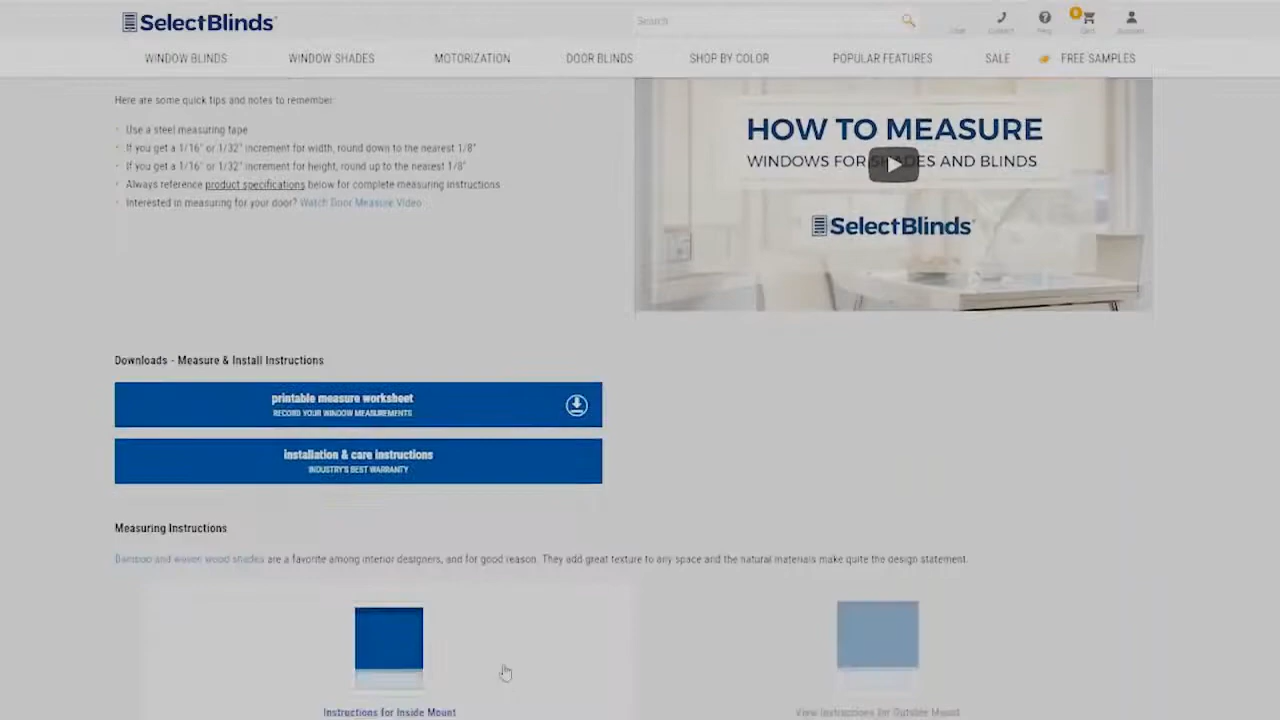 SelectBlinds
Search
Cart
WINDOW BLINDS
WINDOW SHADES
MOTORIZATION
DOOR BLINDS
SHOP BY COLOR
POPULAR FEATURES
SALE
FREE SAMPLES
Here are some quick tips and notes to remember:
Use a steel measuring tape
If you get a 1/16" or 1/32" increment for width, round down to the nearest 1/8"
If you get a 1/16" or 1/32" increment for height, round up to the nearest 1/8"
Always reference product specifications below for complete measuring instructions
Interested in measuring for your door? Watch Door Measure Video
HOW TO MEASURE
WINDOWS FOR SHADES AND BLINDS
SelectBlinds
Downloads - Measure & Install Instructions
printable measure worksheet
RECORD YOUR WINDOW MEASUREMENTS
installation & care instructions
INDUSTRY'S BEST WARRANTY
Measuring Instructions
Bamboo and woven wood shades are a favorite among interior designers, and for good reason. They add great texture to any space and the natural materials make quite the design statement.
Instructions for Inside Mount
View Instructions for Outside Mount